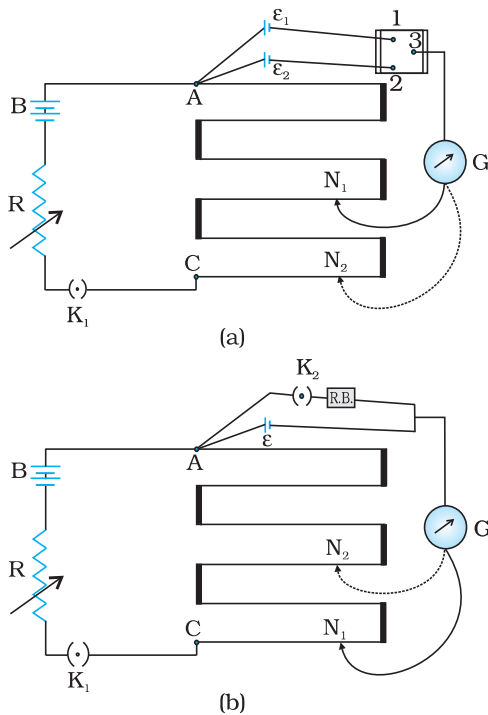 ε₁
1
3
ε₂
2
A
B
G
N₁
R
C
N₂
K₁
(a)
K₂
R.B.
ε
A
B
G
N₂
R
C
N₁
K₁
(b)